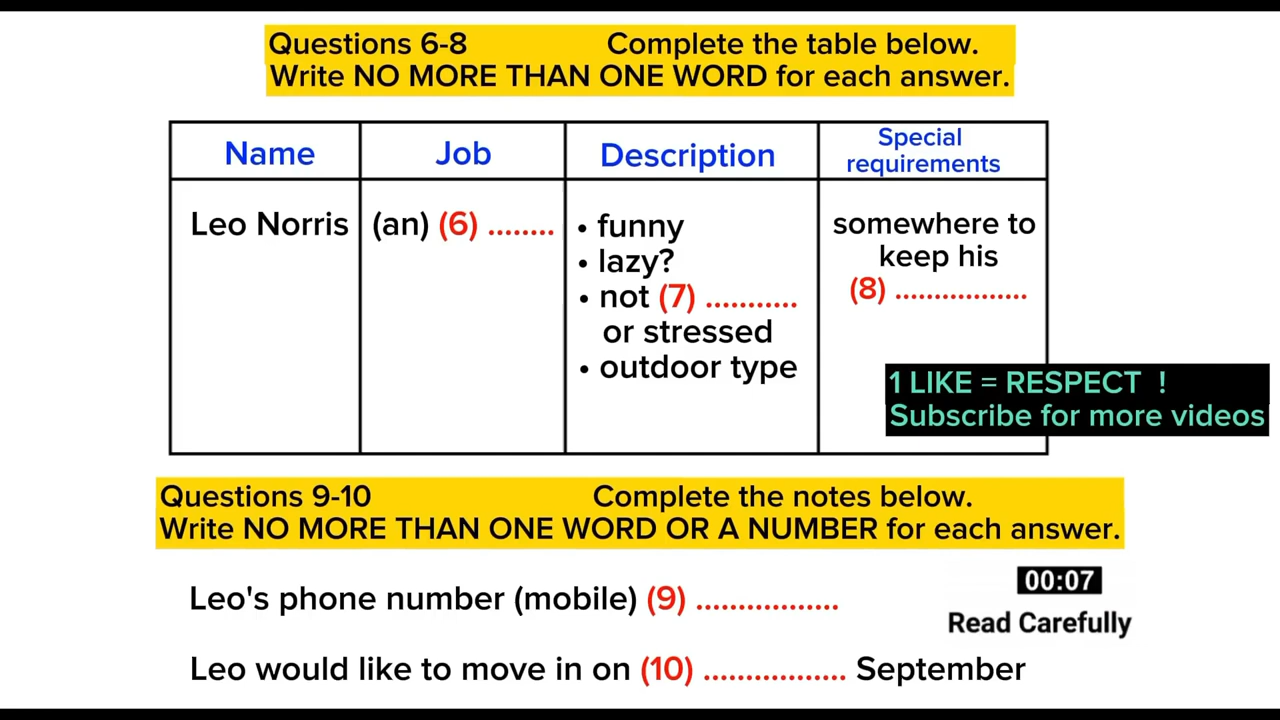 Questions 6-8 Complete the table below.
Write NO MORE THAN ONE WORD for each answer.
Name Job Description Special requirements
Leo Norris (an) (6) ........ • funny somewhere to
• lazy? keep his
• not (7) ........... (8) .................
or stressed
• outdoor type
1 LIKE = RESPECT !
Subscribe for more videos
Questions 9-10 Complete the notes below.
Write NO MORE THAN ONE WORD OR A NUMBER for each answer.
00:07
Leo's phone number (mobile) (9) .................
Read Carefully
Leo would like to move in on (10) ................. September